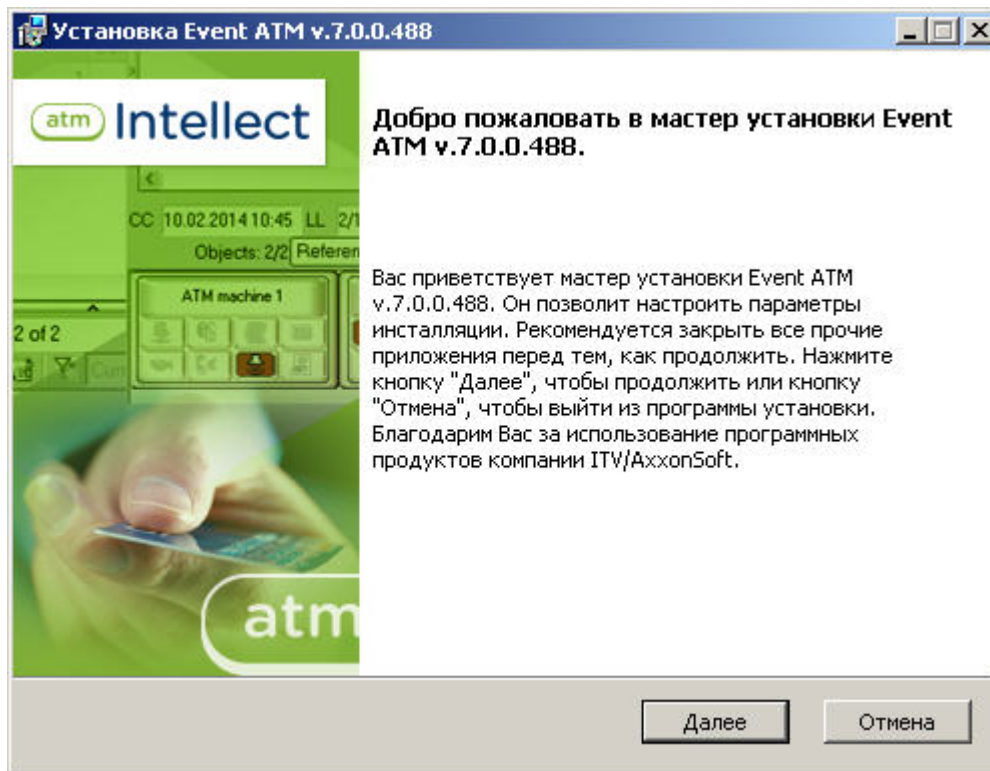 Установка Event ATM v.7.0.0.488
atm Intellect
Добро пожаловать в мастер установки Event
ATM v.7.0.0.488.
CC 10.02.2014 10:45 LL
Objects: 2/2
ATM machine 1
2 of 2
Вас приветствует мастер установки Event ATM
v.7.0.0.488. Он позволит настроить параметры
инсталляции. Рекомендуется закрыть все прочие
приложения перед тем, как продолжить. Нажмите
кнопку "Далее", чтобы продолжить или кнопку
"Отмена", чтобы выйти из программы установки.
Благодарим Вас за использование программных
продуктов компании ITV/AxxonSoft.
atm
Далее
Отмена